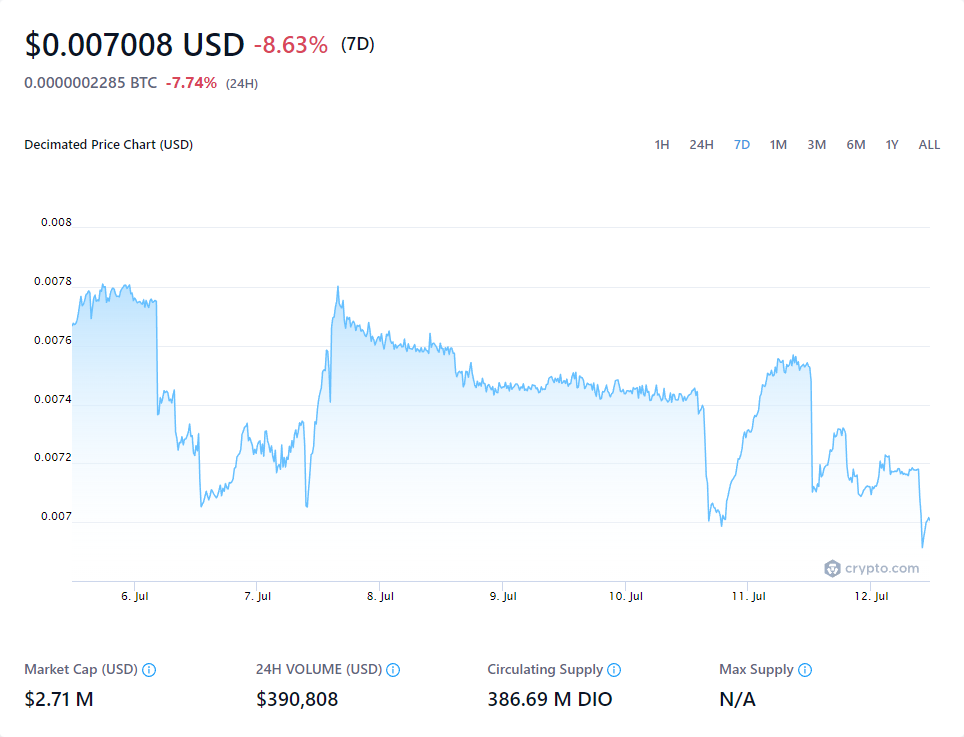 $0.007008 USD -8.63% (7D)
0.0000002285 BTC -7.74% (24H)
Decimated Price Chart (USD) 1H 24H 7D 1M 3M 6M 1Y ALL
0.008
0.0078
0.0076
0.0074
0.0072
0.007
crypto.com
6. Jul 7. Jul 8. Jul 9. Jul 10. Jul 11. Jul 12. Jul
Market Cap (USD) 24H VOLUME (USD) Circulating Supply Max Supply
$2.71 M $390,808 386.69 M DIO N/A